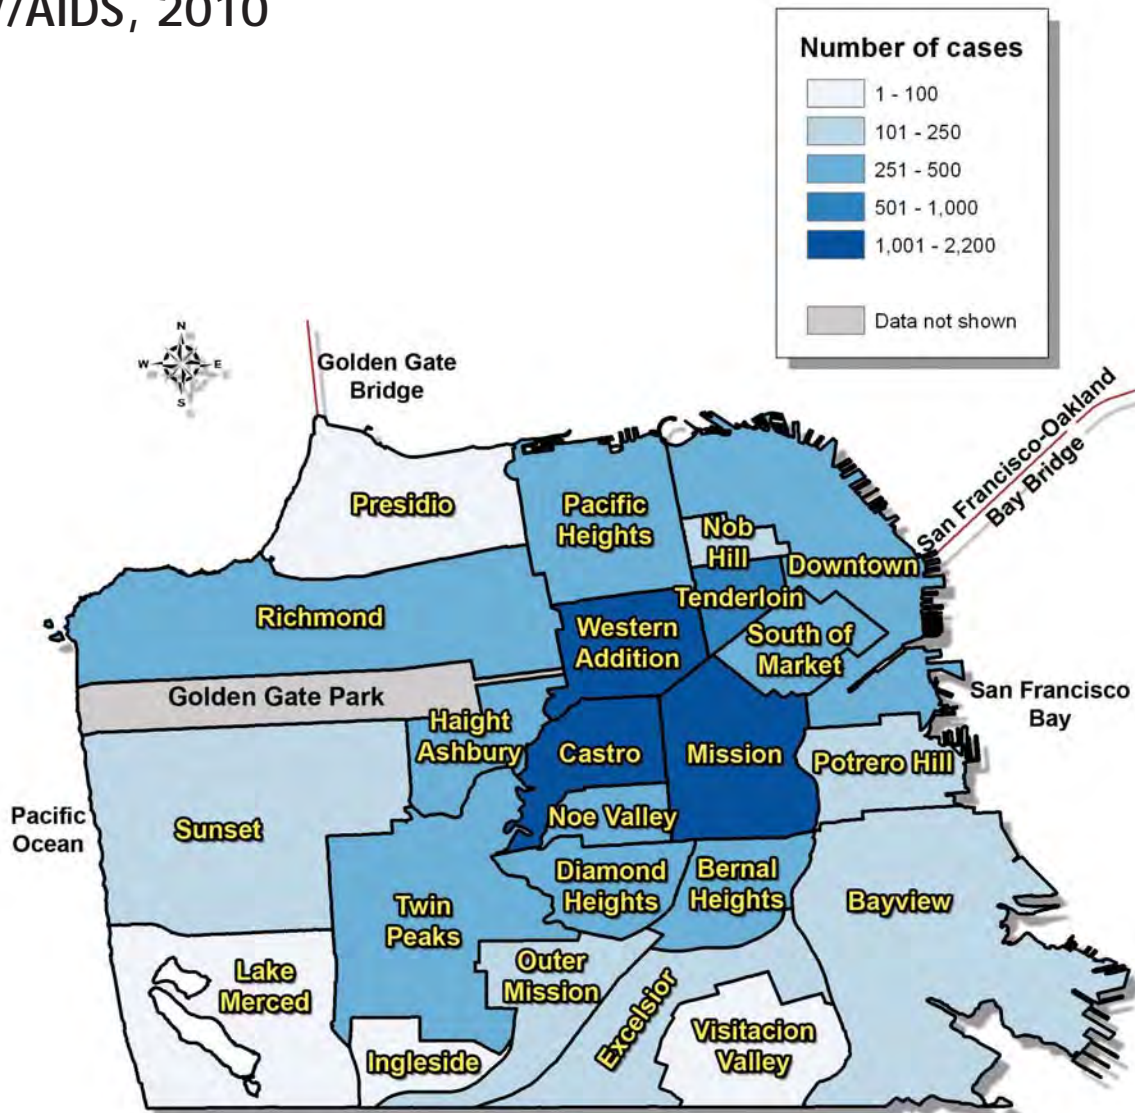 /AIDS, 2010
Number of cases
1 - 100
101 - 250
251 - 500
501 - 1,000
1,001 - 2,200
Data not shown
N
W
E
S
Golden Gate
Bridge
San Francisco-Oakland
Bay Bridge
Presidio
Pacific
Heights
Nob
Hill
Downtown
Richmond
Tenderloin
Western
Addition
South of
Market
Golden Gate Park
San Francisco
Bay
Haight
Ashbury
Castro
Mission
Potrero Hill
Pacific
Ocean
Sunset
Noe Valley
Diamond
Heights
Bernal
Heights
Bayview
Twin
Peaks
Outer
Mission
Lake
Merced
Excelsior
Visitacion
Valley
Ingleside